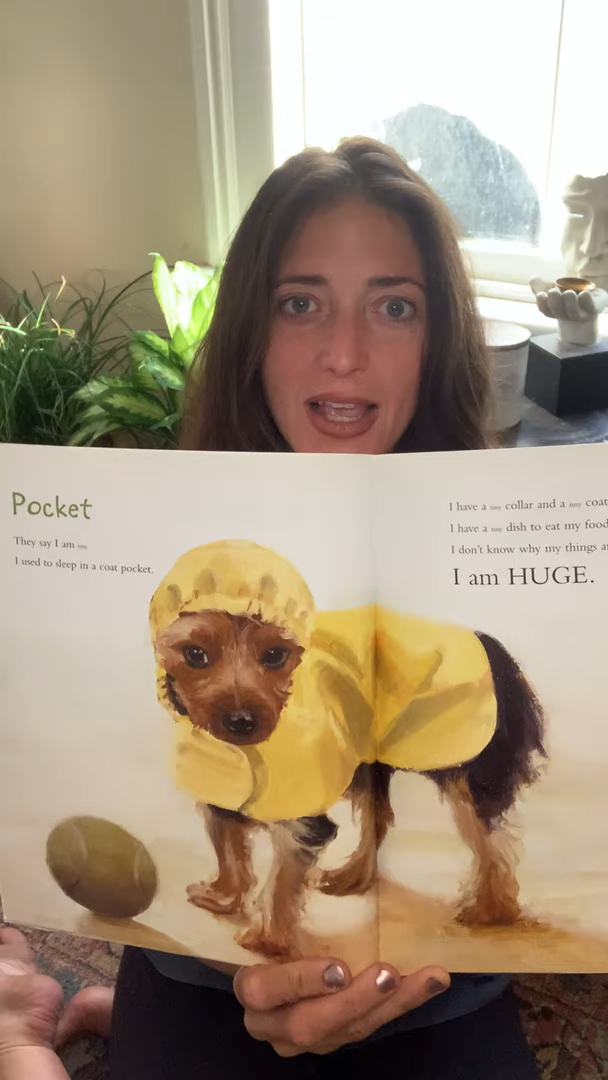 Pocket
They say I am tiny
I used to sleep in a coat pocket.
I have a tiny collar and a tiny coat
I have a tiny dish to eat my food
I don't know why my things a
I am HUGE.